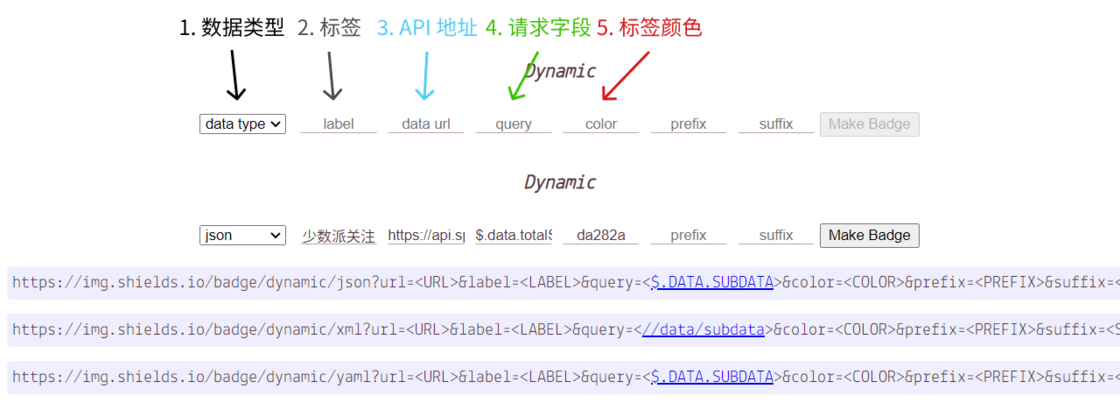 1. 数据类型 2. 标签 3. API 地址 4. 请求字段 5. 标签颜色
Dynamic
data type label data url query color prefix suffix Make Badge
Dynamic
json 少数派关注 https://api.sp $.data.totalS da282a prefix suffix Make Badge
https://img.shields.io/badge/dynamic/json?url=<URL>&label=<LABEL>&query=<$.DATA.SUBDATA>&color=<COLOR>&prefix=<PREFIX>&suffix=<
https://img.shields.io/badge/dynamic/xml?url=<URL>&label=<LABEL>&query=<//data/subdata>&color=<COLOR>&prefix=<PREFIX>&suffix=<S
https://img.shields.io/badge/dynamic/yaml?url=<URL>&label=<LABEL>&query=<$.DATA.SUBDATA>&color=<COLOR>&prefix=<PREFIX>&suffix=<